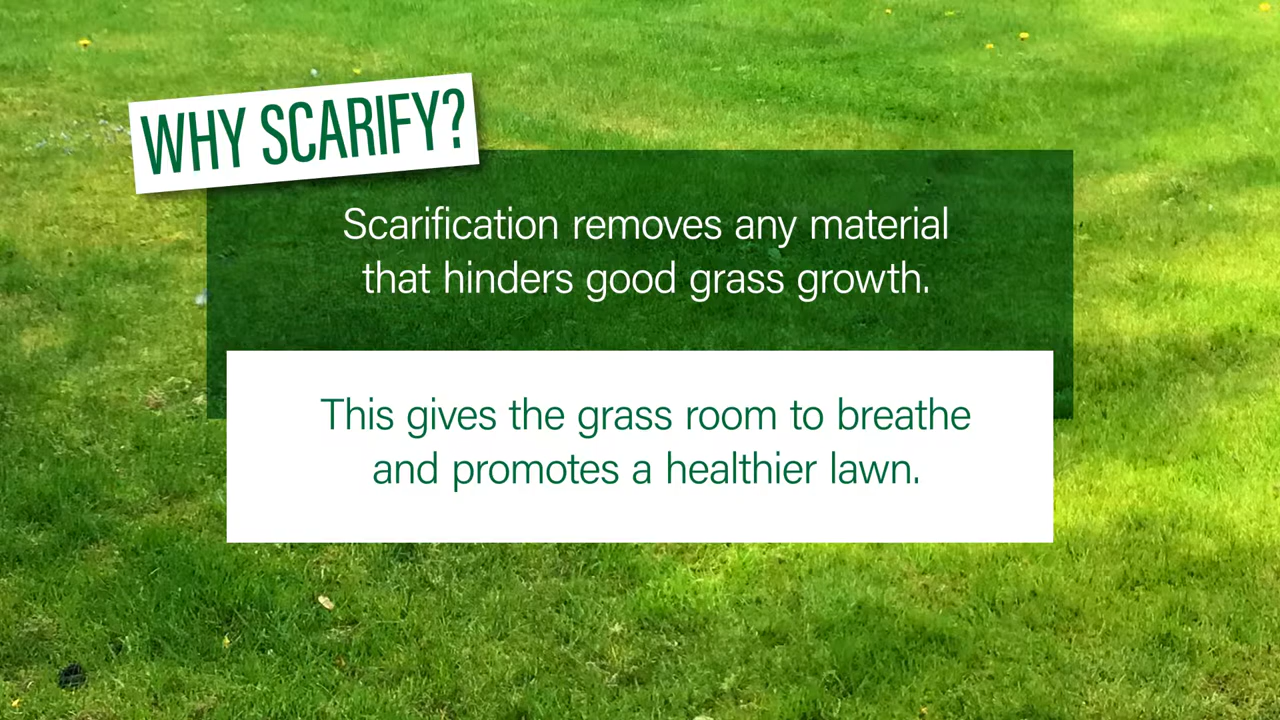 WHY SCARIFY?
Scarification removes any material
that hinders good grass growth.
This gives the grass room to breathe
and promotes a healthier lawn.